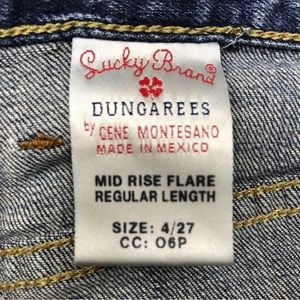 Lucky Brand®
DUNGAREES
by GENE MONTESANO
MADE IN MEXICO
MID RISE FLARE
REGULAR LENGTH
SIZE: 4/27
CC: O6P